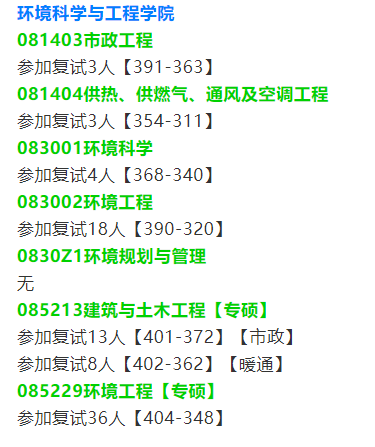 环境科学与工程学院
081403市政工程
参加复试3人【391-363】
081404供热、供燃气、通风及空调工程
参加复试3人【354-311】
083001环境科学
参加复试4人【368-340】
083002环境工程
参加复试18人【390-320】
0830Z1环境规划与管理
无
085213建筑与土木工程【专硕】
参加复试13人【401-372】【市政】
参加复试8人【402-362】【暖通】
085229环境工程【专硕】
参加复试36人【404-348】